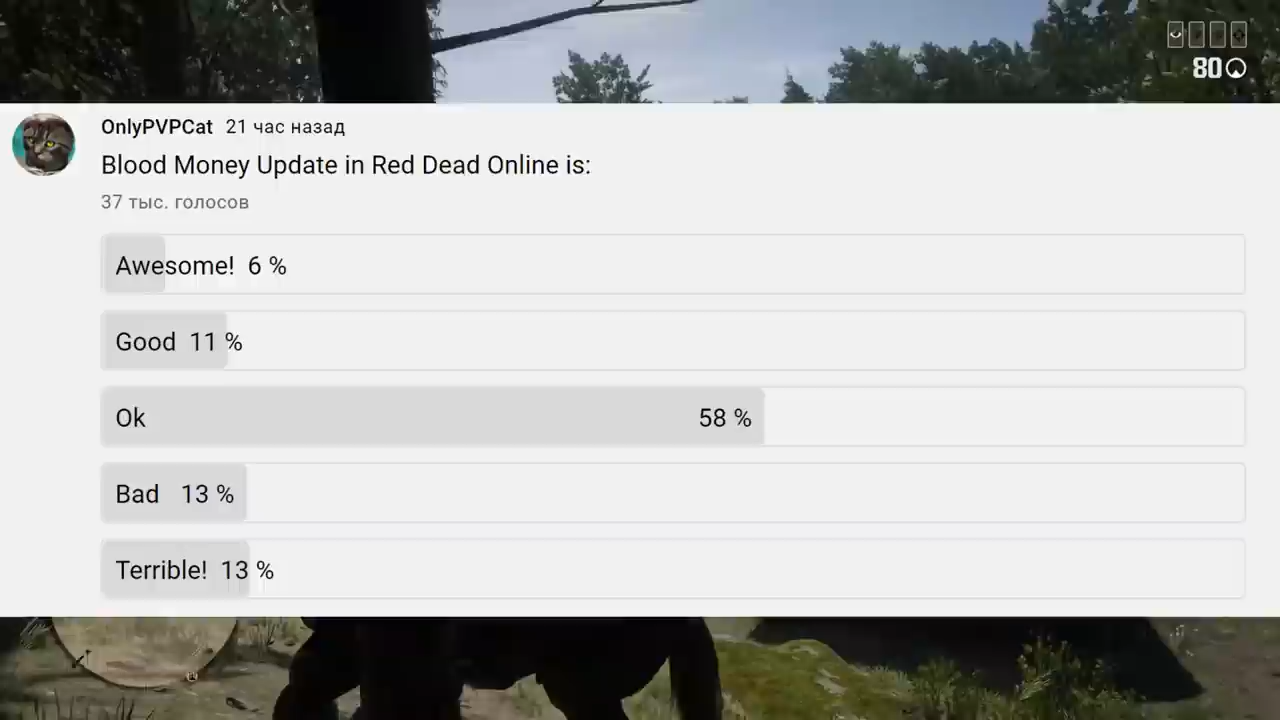 80
OnlyPVPCat 21 час назад
Blood Money Update in Red Dead Online is:
37 тыс. голосов
Awesome! 6 %
Good 11 %
Ok 58 %
Bad 13 %
Terrible! 13 %